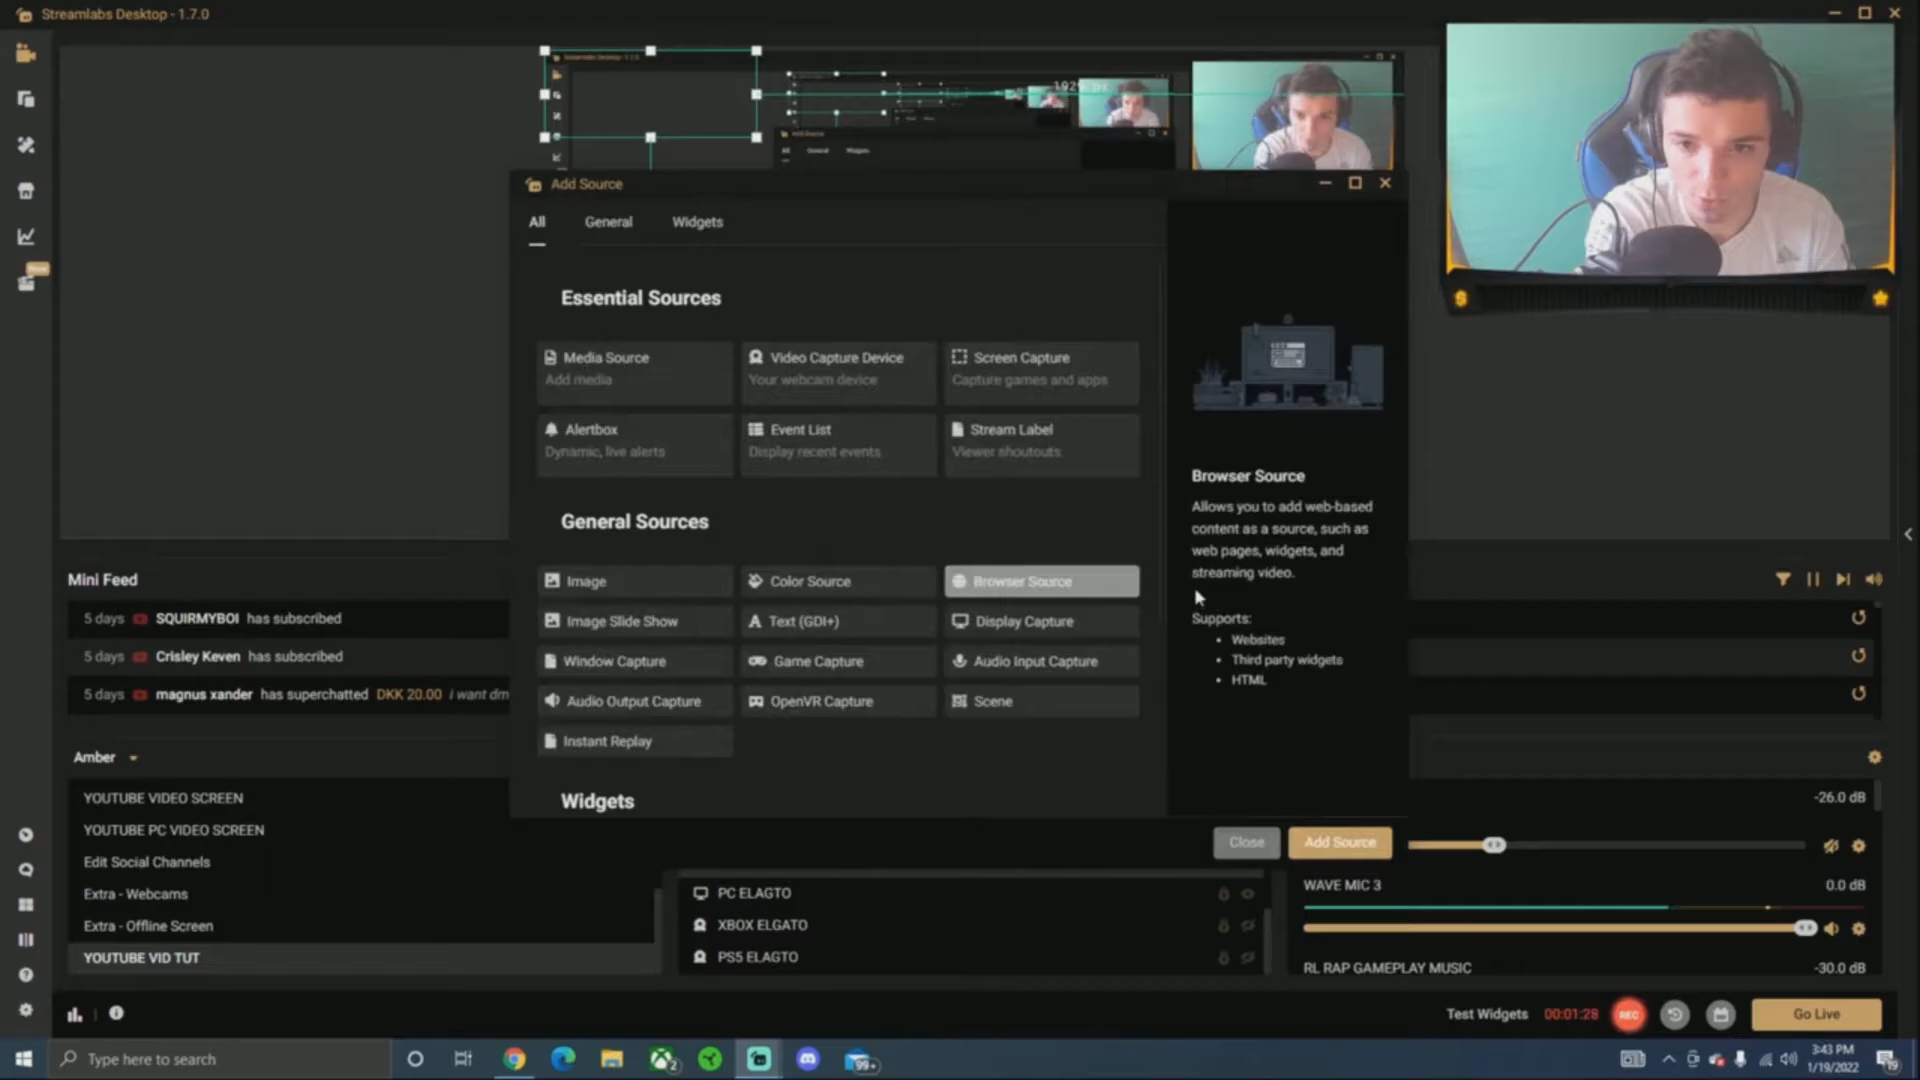 Streamlabs Desktop - 1.7.0
Add Source
All
General
Widgets
Essential Sources
Media Source
Add media
Video Capture Device
Your webcam device
Screen Capture
Capture games and apps
Alertbox
Dynamic, live alerts
Event List
Display recent events
Stream Label
Viewer shoutouts
General Sources
Image
Color Source
Browser Source
Image Slide Show
Text (GDI+)
Display Capture
Window Capture
Game Capture
Audio Input Capture
Audio Output Capture
OpenVR Capture
Scene
Instant Replay
Widgets
Browser Source
Allows you to add web-based
content as a source, such as
web pages, widgets, and
streaming video.
Supports:
• Websites
• Third party widgets
• HTML
Close
Add Source
Mini Feed
5 days SQUIRMYBOI has subscribed
5 days Crisley Keven has subscribed
5 days magnus xander has superchatted DKK 20.00 i want dm
Amber
YOUTUBE VIDEO SCREEN
YOUTUBE PC VIDEO SCREEN
Edit Social Channels
Extra - Webcams
Extra - Offline Screen
YOUTUBE VID TUT
PC ELAGTO
XBOX ELGATO
PS5 ELAGTO
-26.0 dB
WAVE MIC 3
0.0 dB
RL RAP GAMEPLAY MUSIC
-30.0 dB
Test Widgets
00:01:28
REC
Go Live
Type here to search
2
99+
3:43 PM
1/19/2022
19